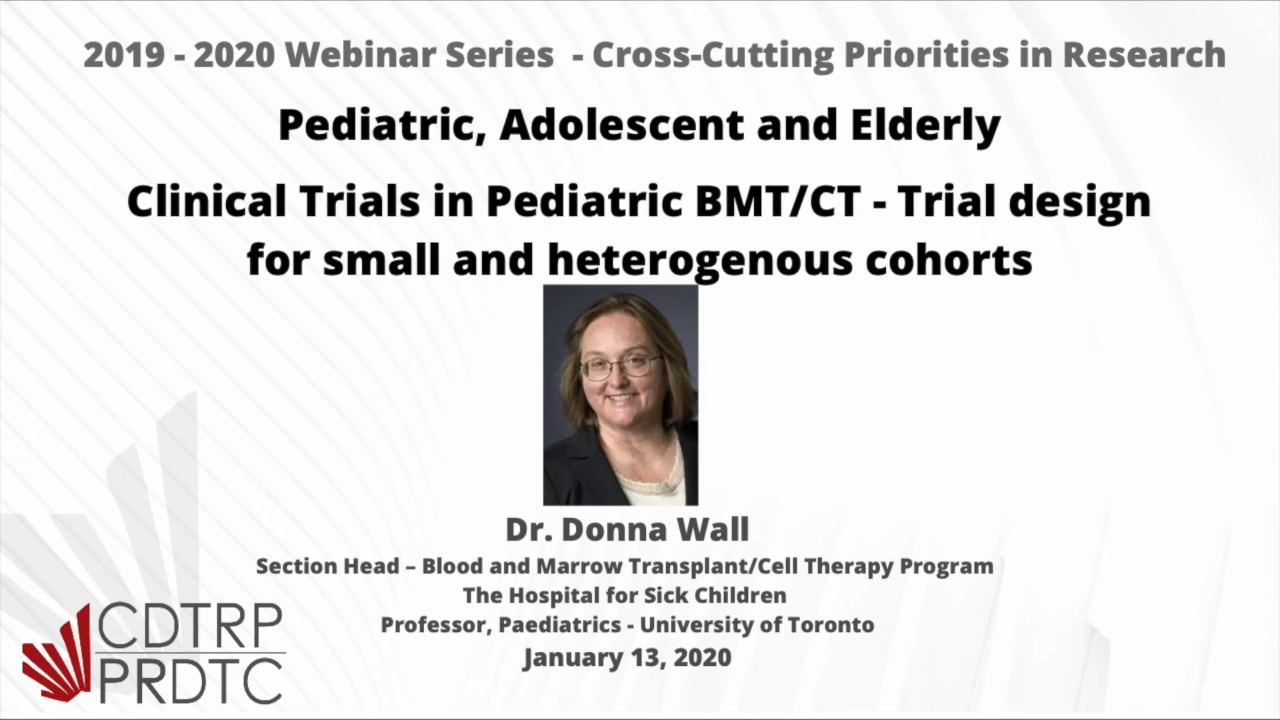 2019 - 2020 Webinar Series - Cross-Cutting Priorities in Research
Pediatric, Adolescent and Elderly
Clinical Trials in Pediatric BMT/CT - Trial design
for small and heterogenous cohorts
Dr. Donna Wall
Section Head – Blood and Marrow Transplant/Cell Therapy Program
The Hospital for Sick Children
Professor, Paediatrics - University of Toronto
January 13, 2020
CDTRP
PRDTC